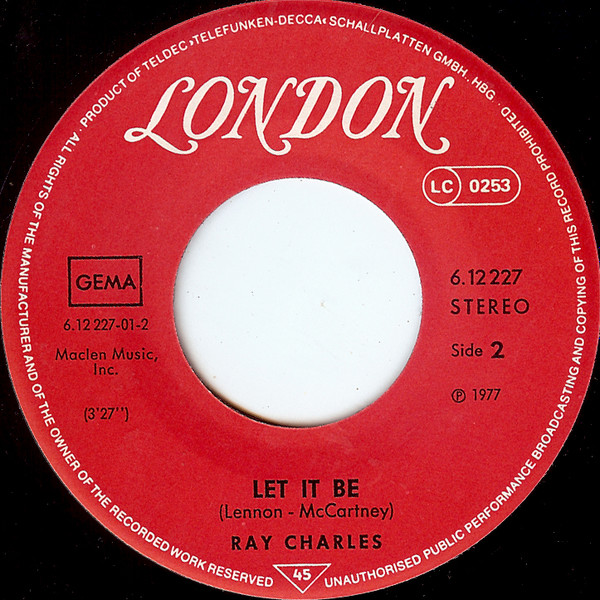 ALL RIGHTS OF THE MANUFACTURER AND OF THE OWNER OF THE RECORDED WORK RESERVED
· PRODUCT OF TELDEC ›TELEFUNKEN-DECCA‹ SCHALLPLATTEN GMBH, HBG ·
UNAUTHORISED PUBLIC PERFORMANCE BROADCASTING AND COPYING OF THIS RECORD PROHIBITED
LONDON
LC 0253
GEMA
6.12 227-01-2
Maclen Music,
Inc.
(3'27'')
6.12 227
STEREO
Side 2
℗ 1977
LET IT BE
(Lennon - McCartney)
RAY CHARLES
45